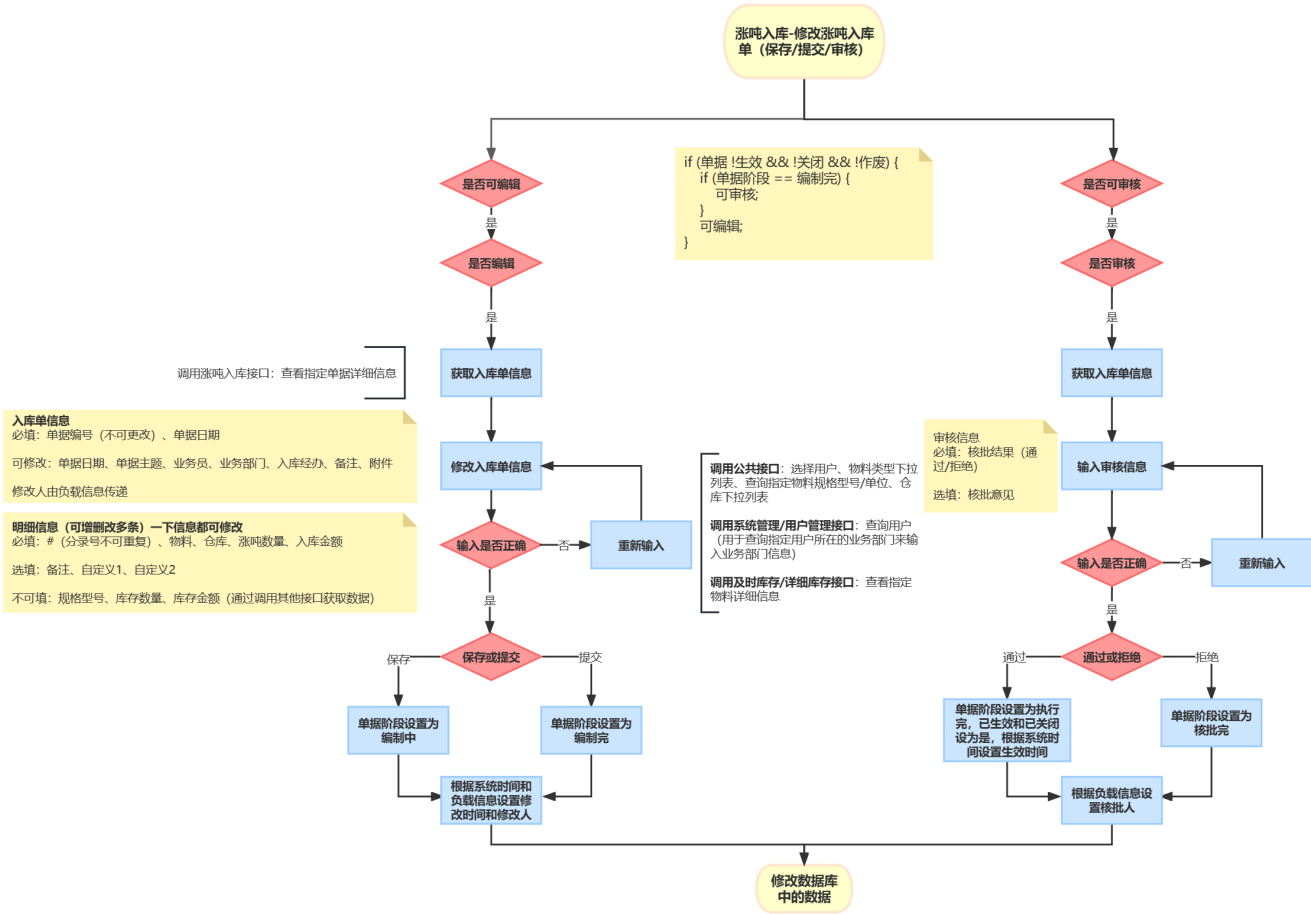 涨吨入库-修改涨吨入库
单（保存/提交/审核）
if (单据 !生效 && !关闭 && !作废) {
if (单据阶段 == 编制完) {
可审核;
}
可编辑;
}
是否可编辑
是
是否编辑
是
调用涨吨入库接口：查看指定单据详细信息
获取入库单信息
入库单信息
必填：单据编号（不可更改）、单据日期
可修改：单据日期、单据主题、业务员、业务部门、入库经办、备注、附件
修改人由负载信息传递
明细信息（可增删改多条）一下信息都可修改
必填：#（分录号不可重复）、物料、仓库、涨吨数量、入库金额
选填：备注、自定义1、自定义2
不可填：规格型号、库存数量、库存金额（通过调用其他接口获取数据）
修改入库单信息
输入是否正确
否
重新输入
是
保存或提交
保存
提交
单据阶段设置为
编制中
单据阶段设置为
编制完
根据系统时间和
负载信息设置修
改时间和修改人
调用公共接口：选择用户、物料类型下拉
列表、查询指定物料规格型号/单位、仓
库下拉列表
调用系统管理/用户管理接口：查询用户
（用于查询指定用户所在的业务部门来输
入业务部门信息）
调用及时库存/详细库存接口：查看指定
物料详细信息
是否可审核
是
是否审核
是
获取入库单信息
审核信息
必填：核批结果（通
过/拒绝）
选填：核批意见
输入审核信息
输入是否正确
否
重新输入
是
通过或拒绝
通过
拒绝
单据阶段设置为执行
完，已生效和已关闭
设为是，根据系统时
间设置生效时间
单据阶段设置为
核批完
根据负载信息设
置核批人
修改数据库
中的数据